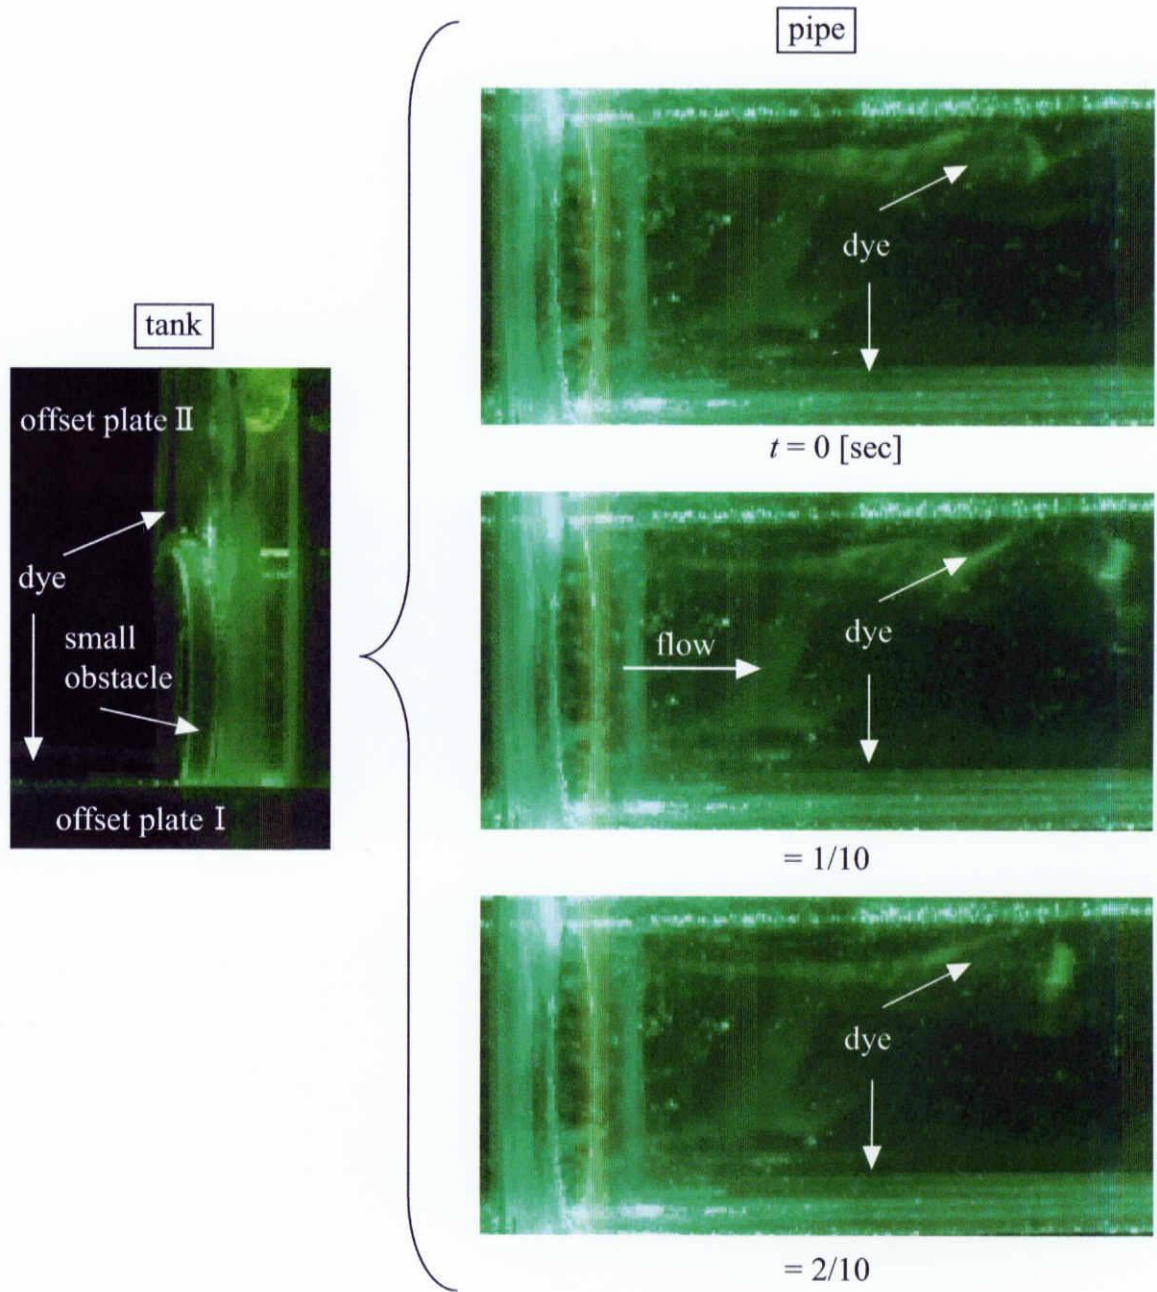 pipe
dye
t = 0 [sec]
tank
offset plate II
dye
small
obstacle
offset plate I
flow
dye
= 1/10
dye
= 2/10